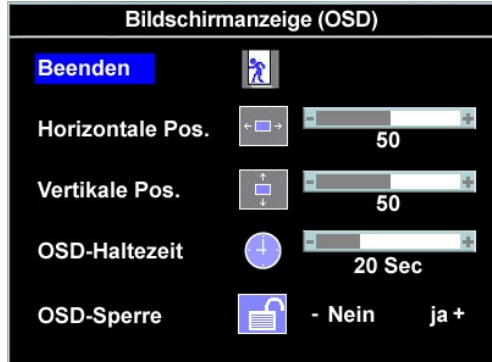 Bildschirmanzeige (OSD)
Beenden
Horizontale Pos.
- +
50
Vertikale Pos.
- +
50
OSD-Haltezeit
- +
20 Sec
OSD-Sperre - Nein ja +